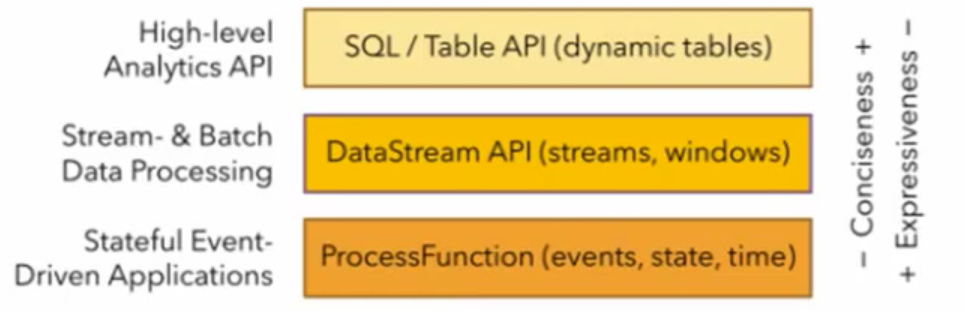 High-level
Analytics API
SQL / Table API (dynamic tables)
Stream- & Batch
Data Processing
DataStream API (streams, windows)
Stateful Event-
Driven Applications
ProcessFunction (events, state, time)
− Conciseness +
+ Expressiveness −